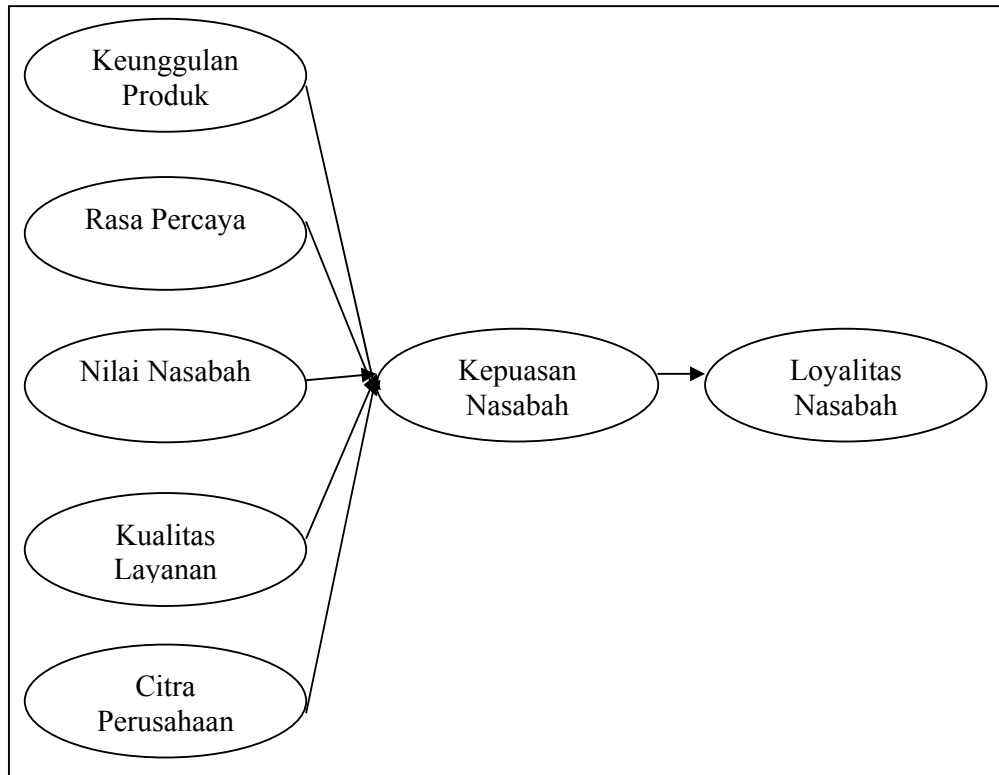 Keunggulan
Produk
Rasa Percaya
Nilai Nasabah
Kepuasan
Nasabah
Loyalitas
Nasabah
Kualitas
Layanan
Citra
Perusahaan